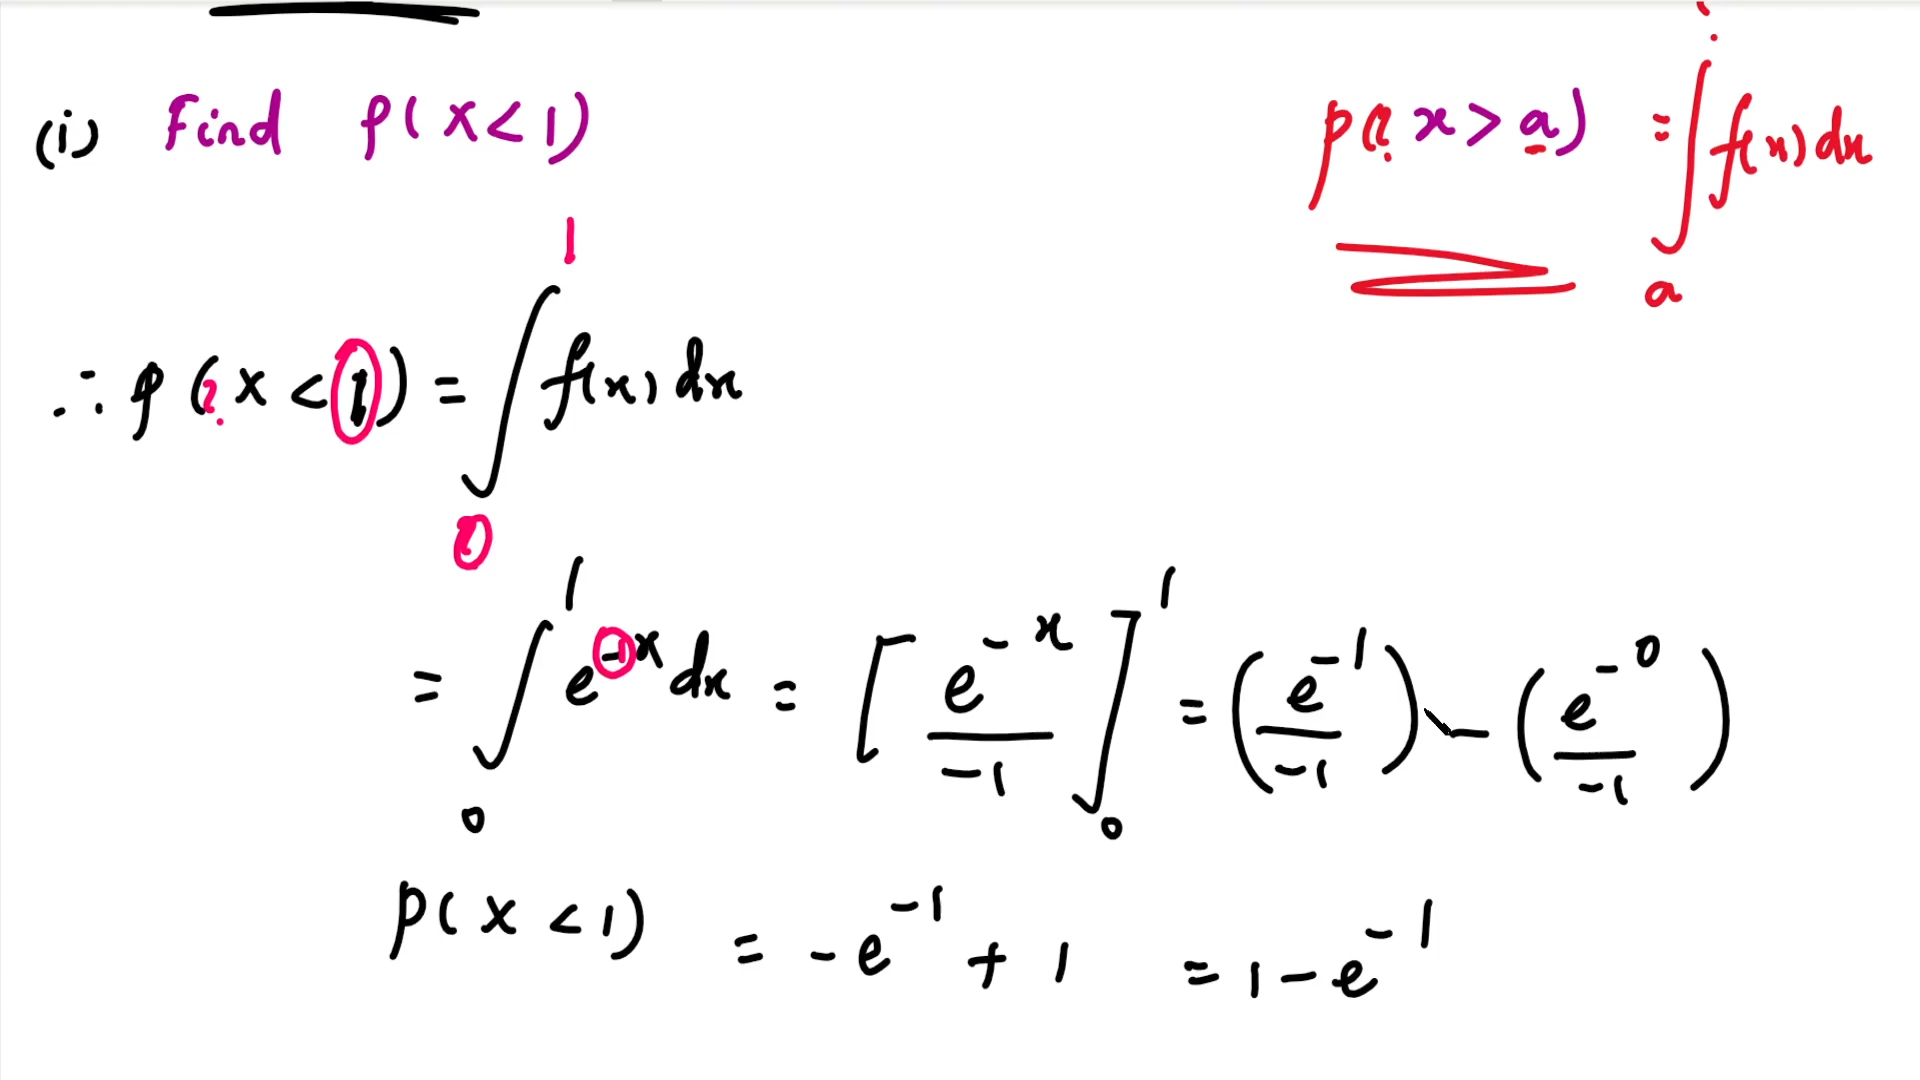 (i) Find P(X<1)
P(? x>a) = ∫_a^? f(x) dx
∴ P(? X<1) = ∫_0^1 f(x) dx
= ∫_0^1 e^{-1x} dx = [e^{-x}/-1]_0^1 = (e^{-1}/-1) - (e^{-0}/-1)
P(X<1) = -e^{-1} + 1 = 1 - e^{-1}